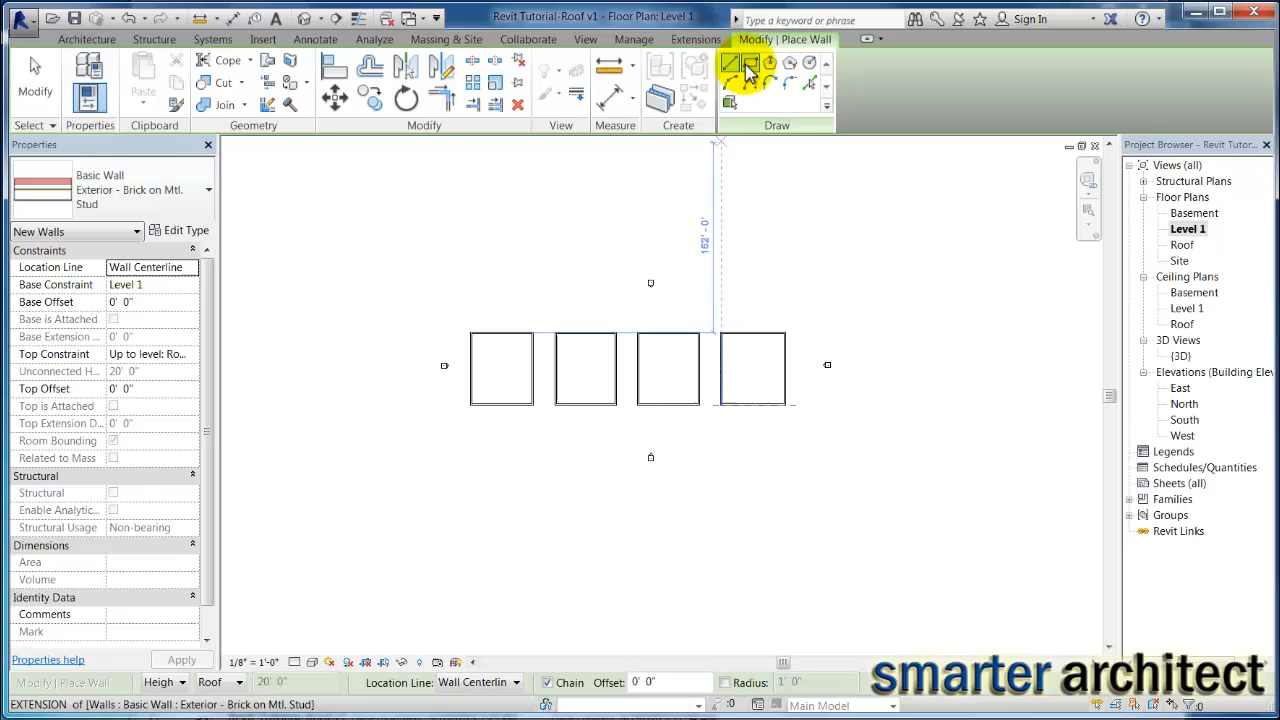 Revit Tutorial-Roof v1 - Floor Plan: Level 1
Type a keyword or phrase
Sign In
Architecture
Structure
Systems
Insert
Annotate
Analyze
Massing & Site
Collaborate
View
Manage
Extensions
Modify | Place Wall
Modify
Paste
Cope
Cut
Join
Select
Properties
Clipboard
Geometry
Modify
View
Measure
Create
Draw
Properties
Basic Wall
Exterior - Brick on Mtl.
Stud
New Walls
Edit Type
Constraints
Location Line Wall Centerline
Base Constraint Level 1
Base Offset 0' 0"
Base is Attached
Base Extension ... 0' 0"
Top Constraint Up to level: Ro...
Unconnected H... 20' 0"
Top Offset 0' 0"
Top is Attached
Top Extension D... 0' 0"
Room Bounding
Related to Mass
Structural
Structural
Enable Analytic...
Structural Usage Non-bearing
Dimensions
Area
Volume
Identity Data
Comments
Mark
Properties help
Apply
162' - 0"
Project Browser - Revit Tutor...
Views (all)
Structural Plans
Floor Plans
Basement
Level 1
Roof
Site
Ceiling Plans
Basement
Level 1
Roof
3D Views
{3D}
Elevations (Building Elev
East
North
South
West
Legends
Schedules/Quantities
Sheets (all)
Families
Groups
Revit Links
1/8" = 1'-0"
smarter architect
Modify | Place Wall
Heigh
Roof
20' 0"
Location Line: Wall Centerlin
Chain
Offset: 0' 0"
Radius: 1' 0"
EXTENSION of [Walls : Basic Wall : Exterior - Brick on Mtl. Stud]
:0
Main Model
:0